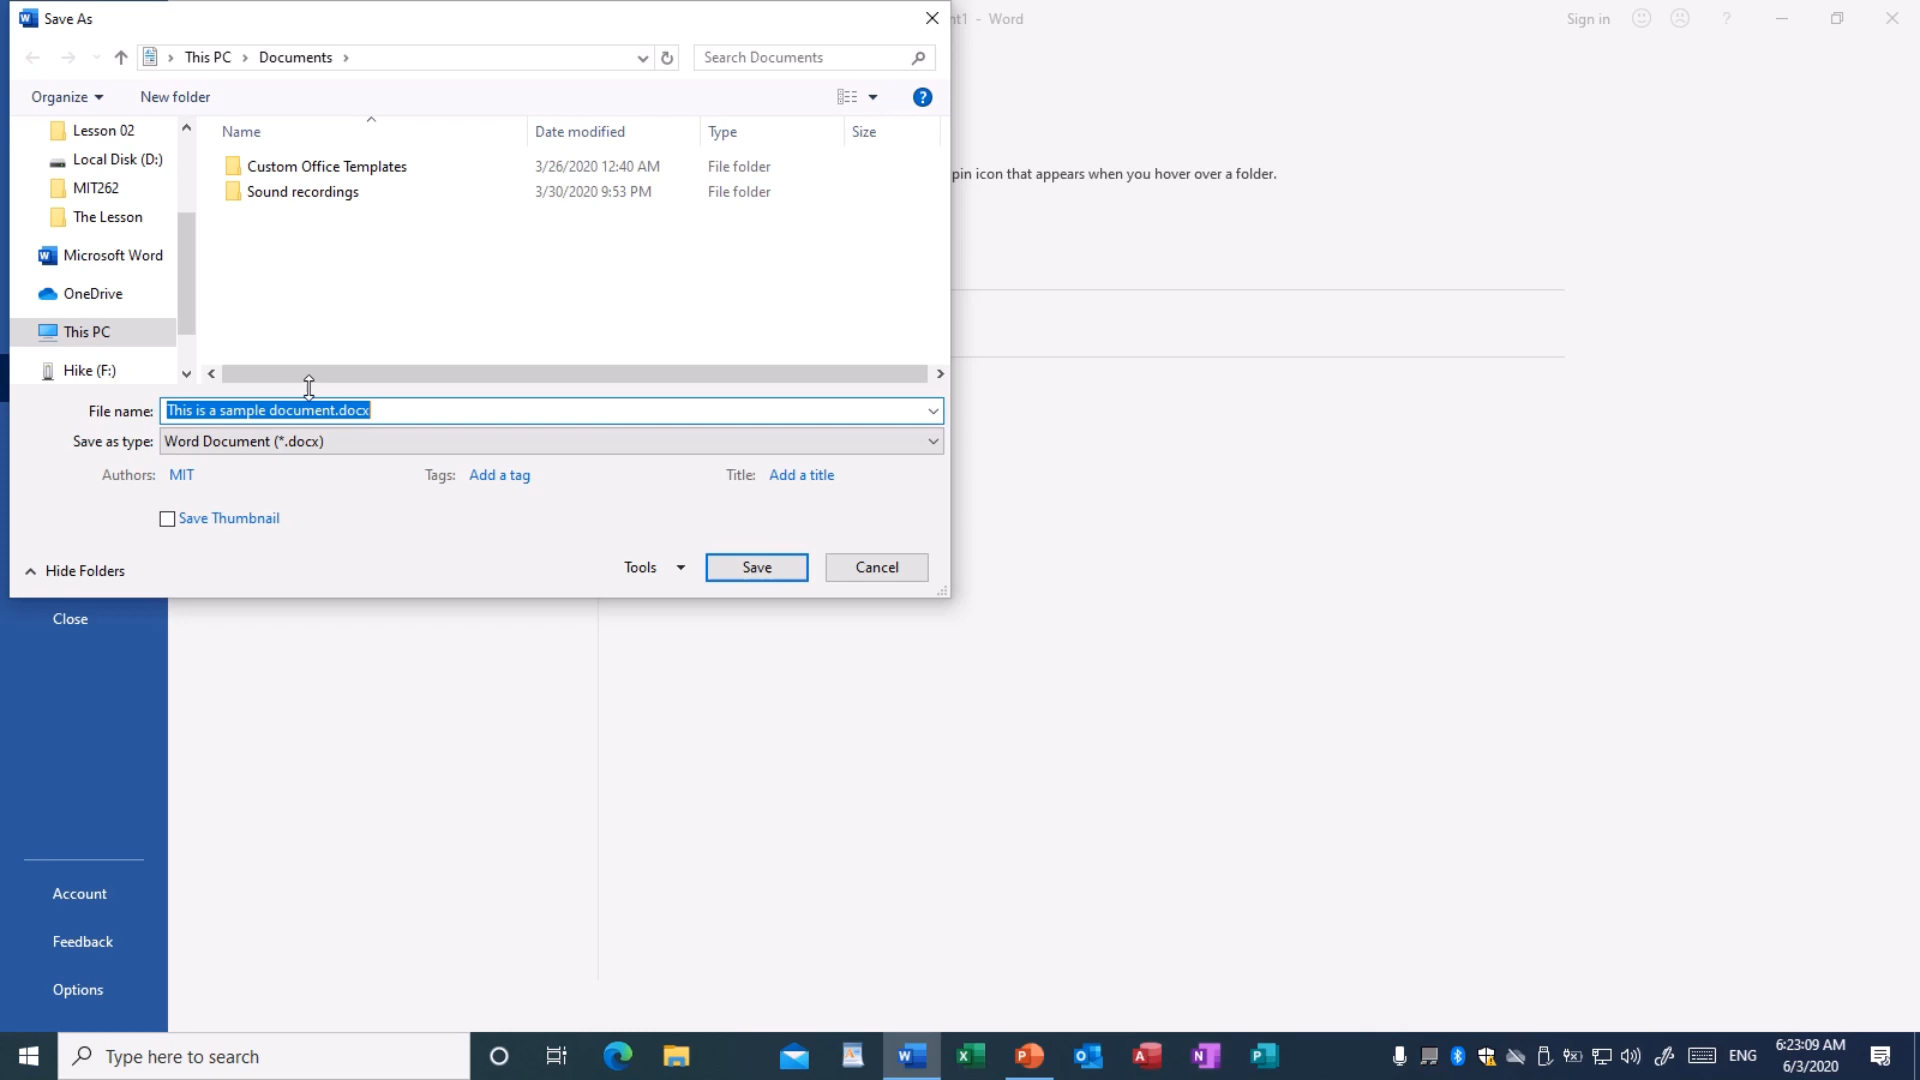 Save As
nt1 - Word
Sign in
This PC > Documents >
Search Documents
Organize
New folder
Name
Date modified
Type
Size
Custom Office Templates 3/26/2020 12:40 AM File folder
Sound recordings 3/30/2020 9:53 PM File folder
Lesson 02
Local Disk (D:)
MIT262
The Lesson
Microsoft Word
OneDrive
This PC
Hike (F:)
pin icon that appears when you hover over a folder.
File name: This is a sample document.docx
Save as type: Word Document (*.docx)
Authors: MIT
Tags: Add a tag
Title: Add a title
Save Thumbnail
Hide Folders
Tools
Save
Cancel
Close
Account
Feedback
Options
Type here to search
ENG
6:23:09 AM
6/3/2020